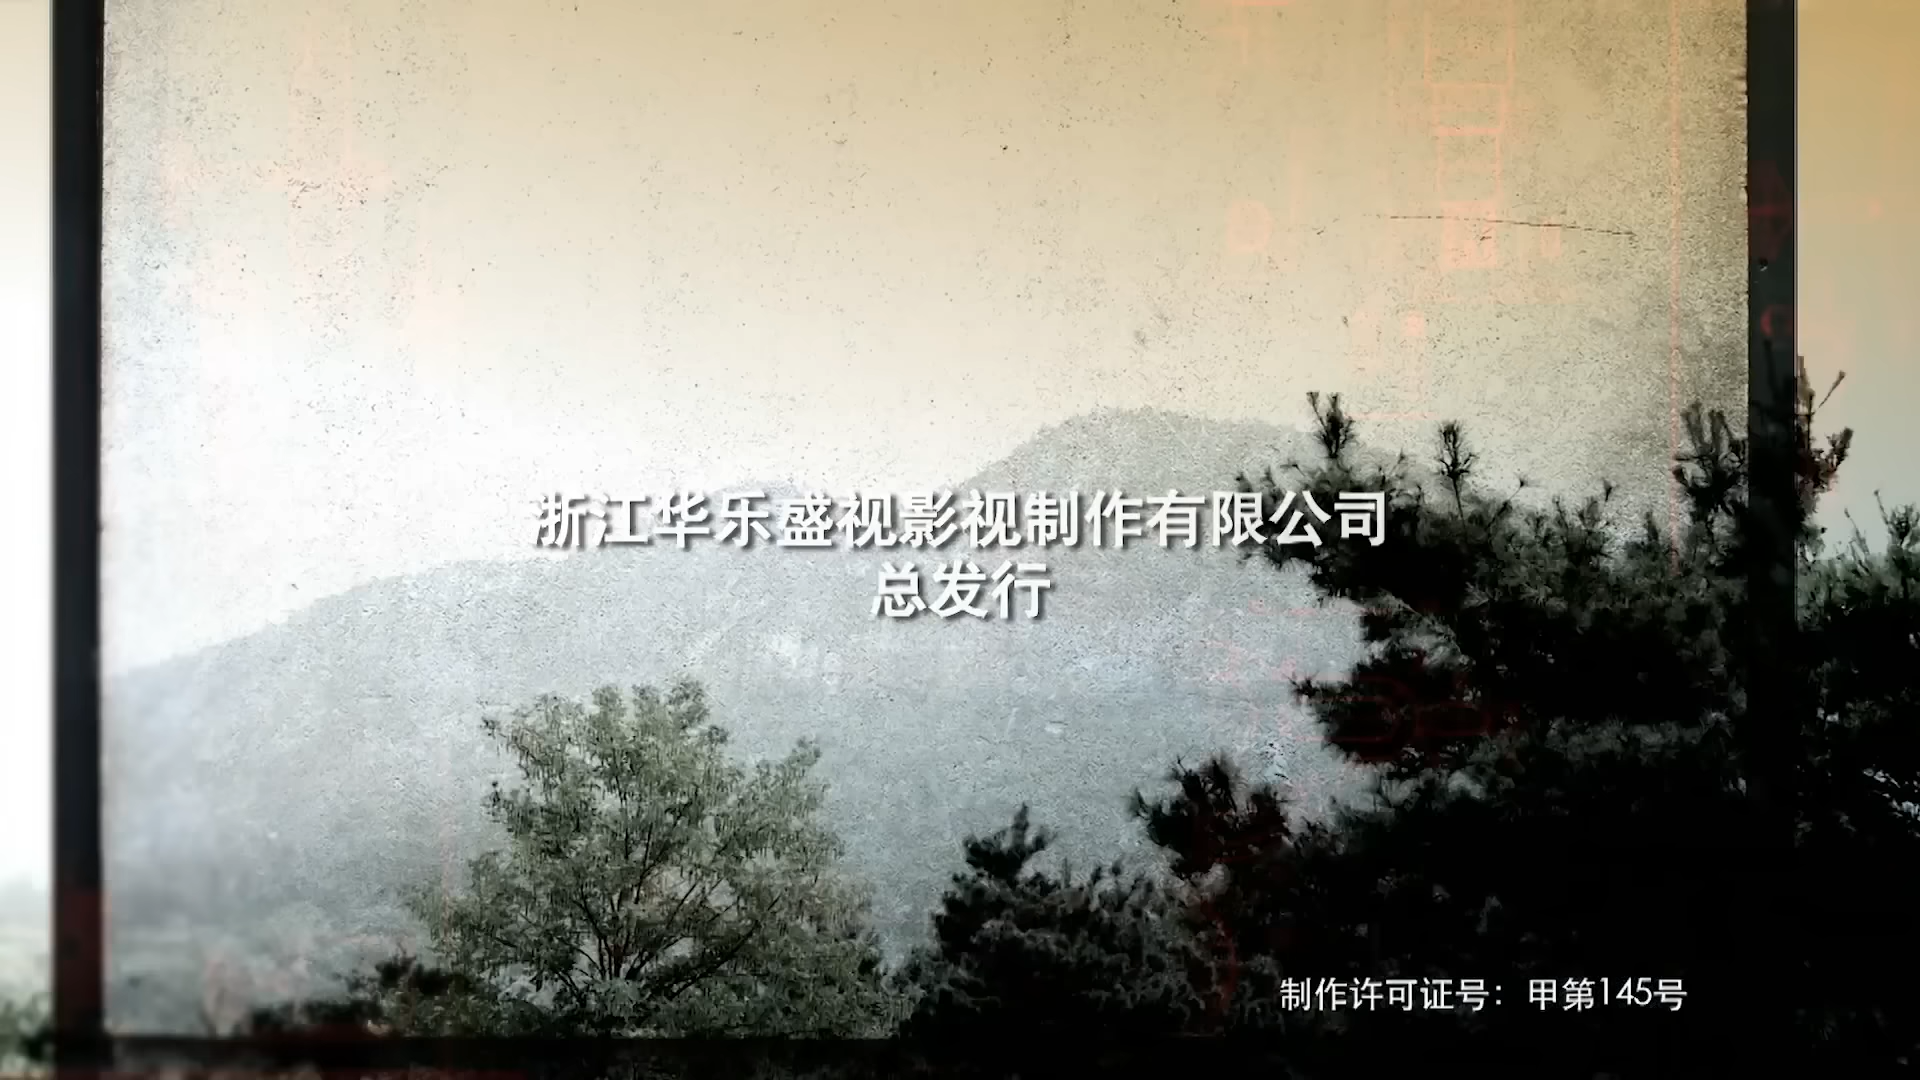 浙江华乐盛视影视制作有限公司
总发行
制作许可证号：甲第145号